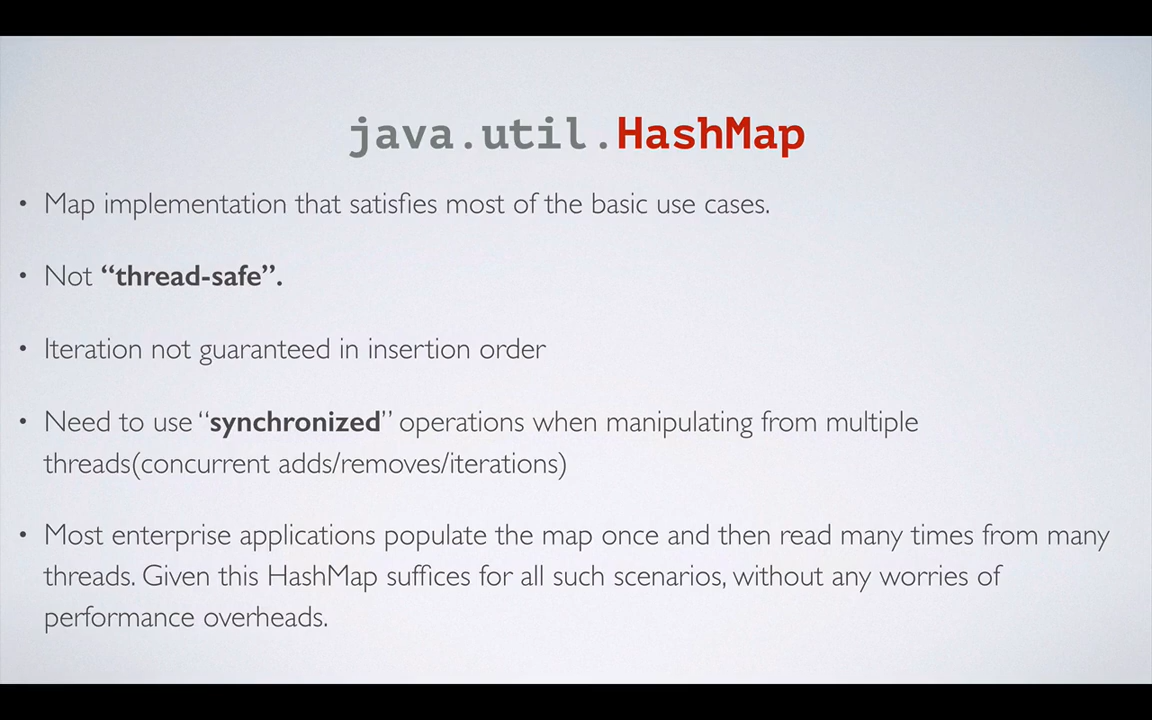 java.util.HashMap
• Map implementation that satisfies most of the basic use cases.
• Not “thread-safe”.
• Iteration not guaranteed in insertion order
• Need to use “synchronized” operations when manipulating from multiple
threads(concurrent adds/removes/iterations)
• Most enterprise applications populate the map once and then read many times from many
threads. Given this HashMap suffices for all such scenarios, without any worries of
performance overheads.